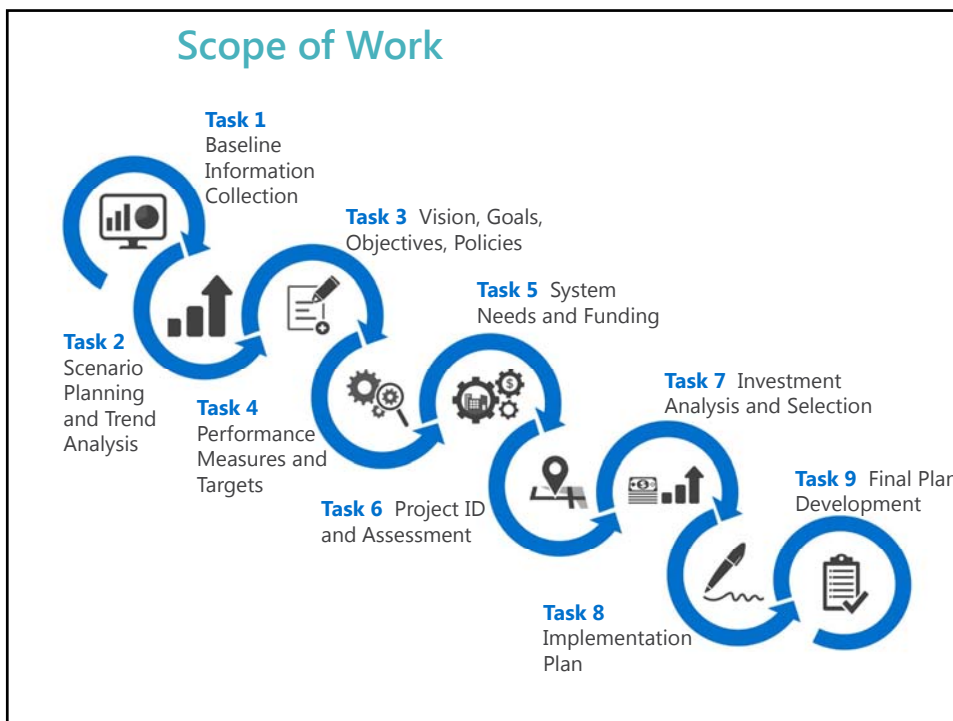 Scope of Work
Task 1
Baseline
Information
Collection
Task 2
Scenario
Planning
and Trend
Analysis
Task 3 Vision, Goals,
Objectives, Policies
Task 4
Performance
Measures and
Targets
Task 5 System
Needs and Funding
Task 6 Project ID
and Assessment
Task 7 Investment
Analysis and Selection
Task 8
Implementation
Plan
Task 9 Final Plan
Development
$
$